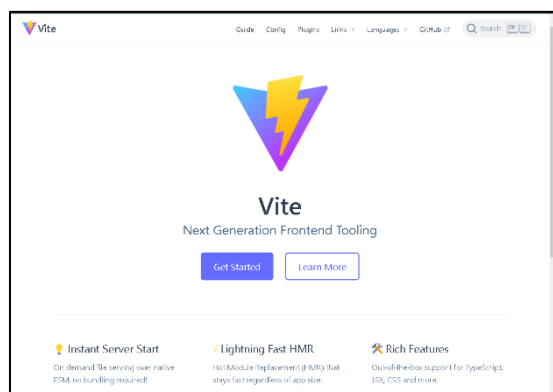 Vite
Guide Config Plugins Links Languages GitHub Search
Vite
Next Generation Frontend Tooling
Get Started Learn More
💡 Instant Server Start
On demand file serving over native
ESM, no bundling required!
⚡ Lightning Fast HMR
Hot Module Replacement (HMR) that
stays fast regardless of app size.
🛠️ Rich Features
Out-of-the-box support for TypeScript,
JSX, CSS and more.